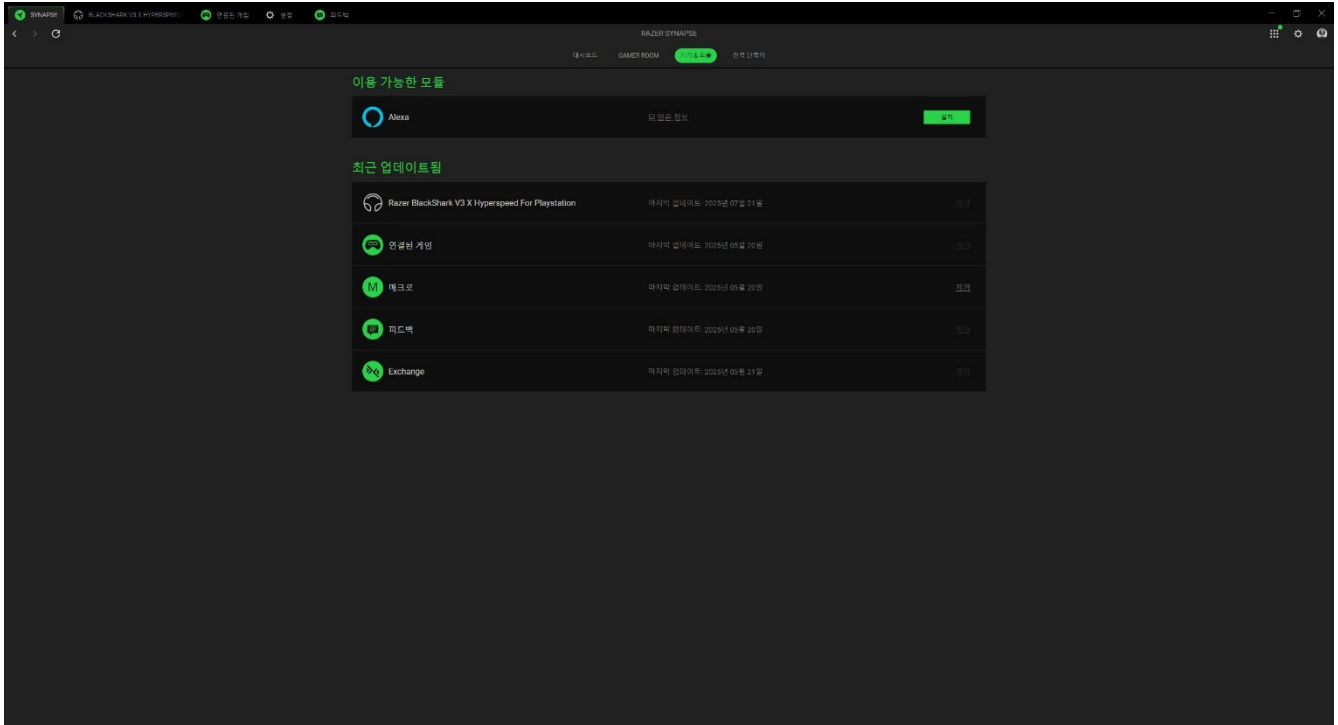 SYNAPSE
BLACKSHARK V3 X HYPERSPEED
연결된 게임
설정
피드백
RAZER SYNAPSE
대시보드
GAMER ROOM
기기 & 모듈
전역 단축키
이용 가능한 모듈
Alexa
더 많은 정보
설치
최근 업데이트됨
Razer BlackShark V3 X Hyperspeed For Playstation
마지막 업데이트: 2025년 07월 21일
제거
연결된 게임
마지막 업데이트: 2025년 05월 20일
제거
M
매크로
마지막 업데이트: 2025년 05월 20일
제거
피드백
마지막 업데이트: 2025년 05월 20일
제거
Exchange
마지막 업데이트: 2025년 05월 21일
제거